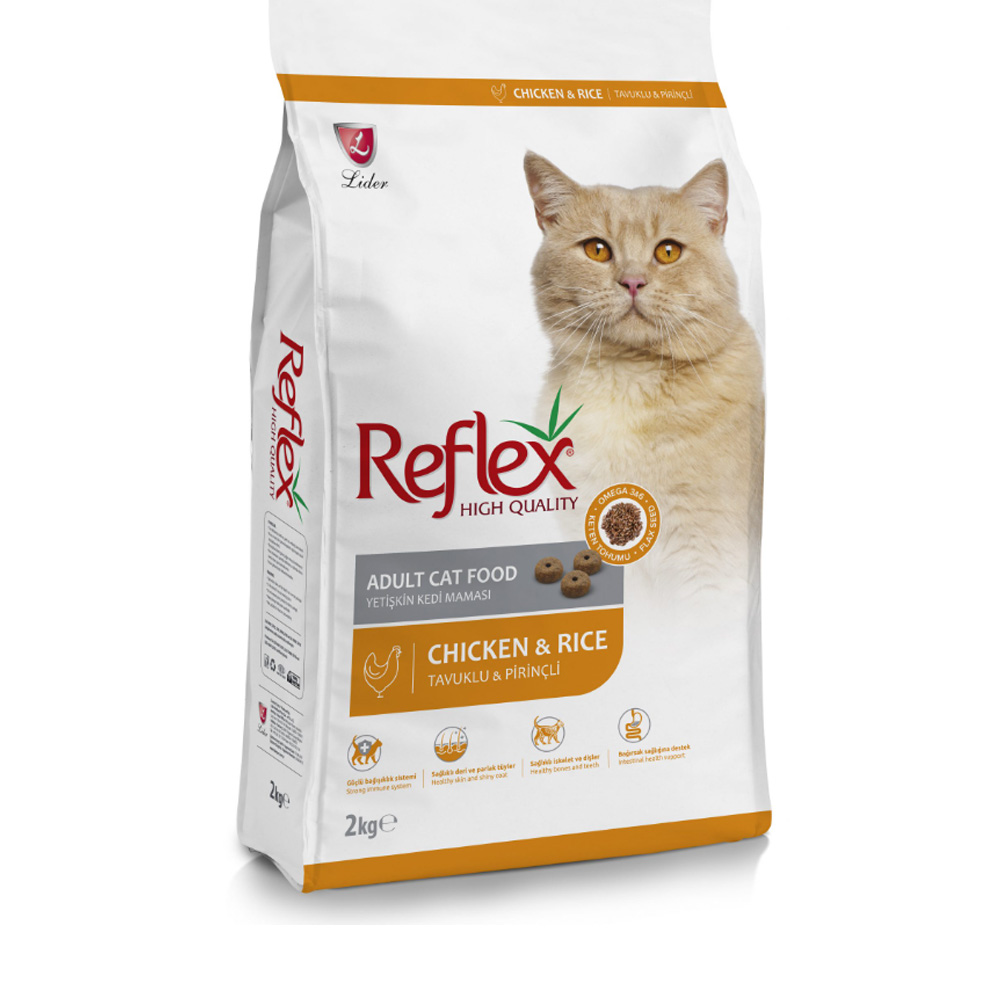 CHICKEN & RICE | TAVUKLU & PİRİNÇLİ
L
Lider
Reflex®
HIGH QUALITY
OMEGA 3&6 • FLAX SEED • KETEN TOHUMU •
ADULT CAT FOOD
YETİŞKİN KEDİ MAMASI
CHICKEN & RICE
TAVUKLU & PİRİNÇLİ
Güçlü bağışıklık sistemi
Strong immune system
Sağlıklı deri ve parlak tüyler
Healthy skin and shiny coat
Sağlıklı iskelet ve dişler
Healthy bones and teeth
Bağırsak sağlığına destek
Intestinal health support
2kg℮
Reflex
HIGH QUALITY
Lider
2kg℮